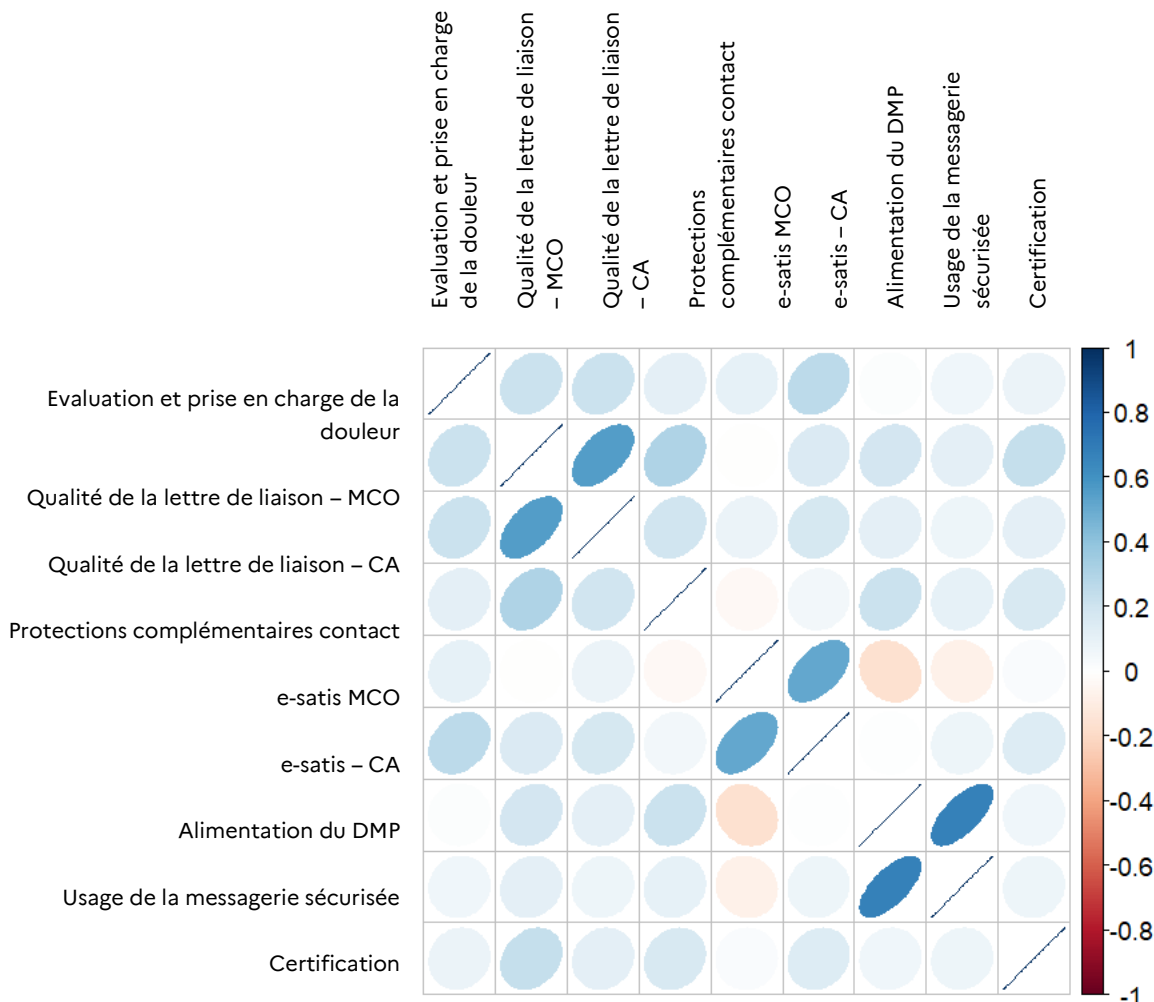 Evaluation et prise en charge
de la douleur
Qualité de la lettre de liaison
– MCO
Qualité de la lettre de liaison
– CA
Protections
complémentaires contact
e-satis MCO
e-satis – CA
Alimentation du DMP
Usage de la messagerie
sécurisée
Certification
Evaluation et prise en charge de la
douleur
Qualité de la lettre de liaison – MCO
Qualité de la lettre de liaison – CA
Protections complémentaires contact
e-satis MCO
e-satis – CA
Alimentation du DMP
Usage de la messagerie sécurisée
Certification
1
0.8
0.6
0.4
0.2
0
-0.2
-0.4
-0.6
-0.8
-1